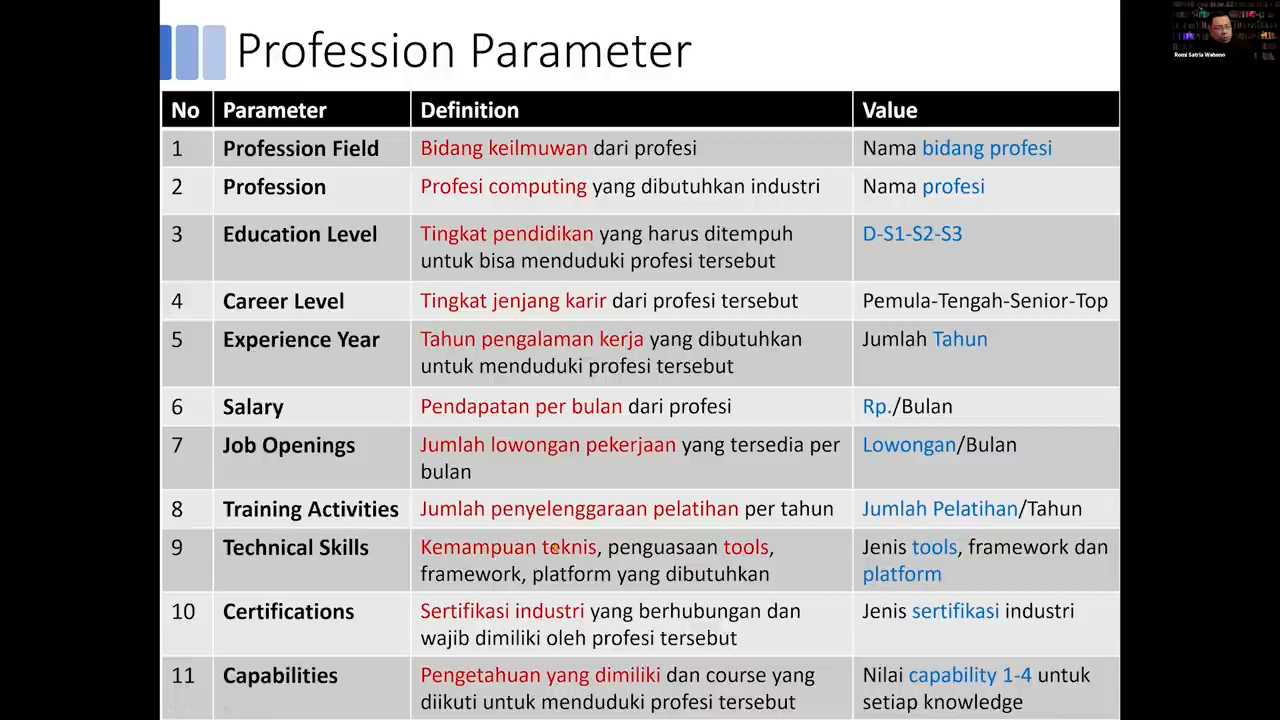 Profession Parameter
Romi Satria Wahono
No Parameter Definition Value
1 Profession Field Bidang keilmuwan dari profesi Nama bidang profesi
2 Profession Profesi computing yang dibutuhkan industri Nama profesi
3 Education Level Tingkat pendidikan yang harus ditempuh untuk bisa menduduki profesi tersebut D-S1-S2-S3
4 Career Level Tingkat jenjang karir dari profesi tersebut Pemula-Tengah-Senior-Top
5 Experience Year Tahun pengalaman kerja yang dibutuhkan untuk menduduki profesi tersebut Jumlah Tahun
6 Salary Pendapatan per bulan dari profesi Rp./Bulan
7 Job Openings Jumlah lowongan pekerjaan yang tersedia per bulan Lowongan/Bulan
8 Training Activities Jumlah penyelenggaraan pelatihan per tahun Jumlah Pelatihan/Tahun
9 Technical Skills Kemampuan teknis, penguasaan tools, framework, platform yang dibutuhkan Jenis tools, framework dan platform
10 Certifications Sertifikasi industri yang berhubungan dan wajib dimiliki oleh profesi tersebut Jenis sertifikasi industri
11 Capabilities Pengetahuan yang dimiliki dan course yang diikuti untuk menduduki profesi tersebut Nilai capability 1-4 untuk setiap knowledge